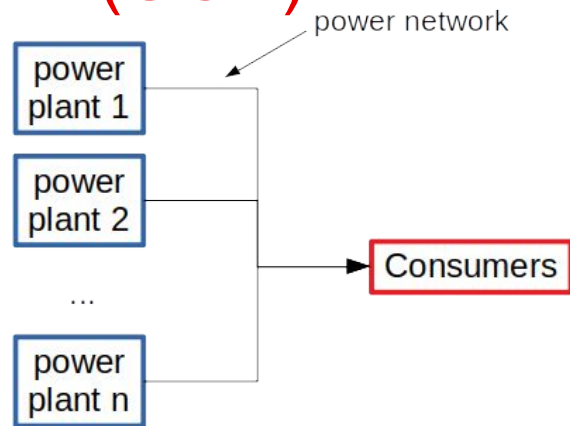 power network
power
plant 1
power
plant 2
Consumers
...
power
plant n